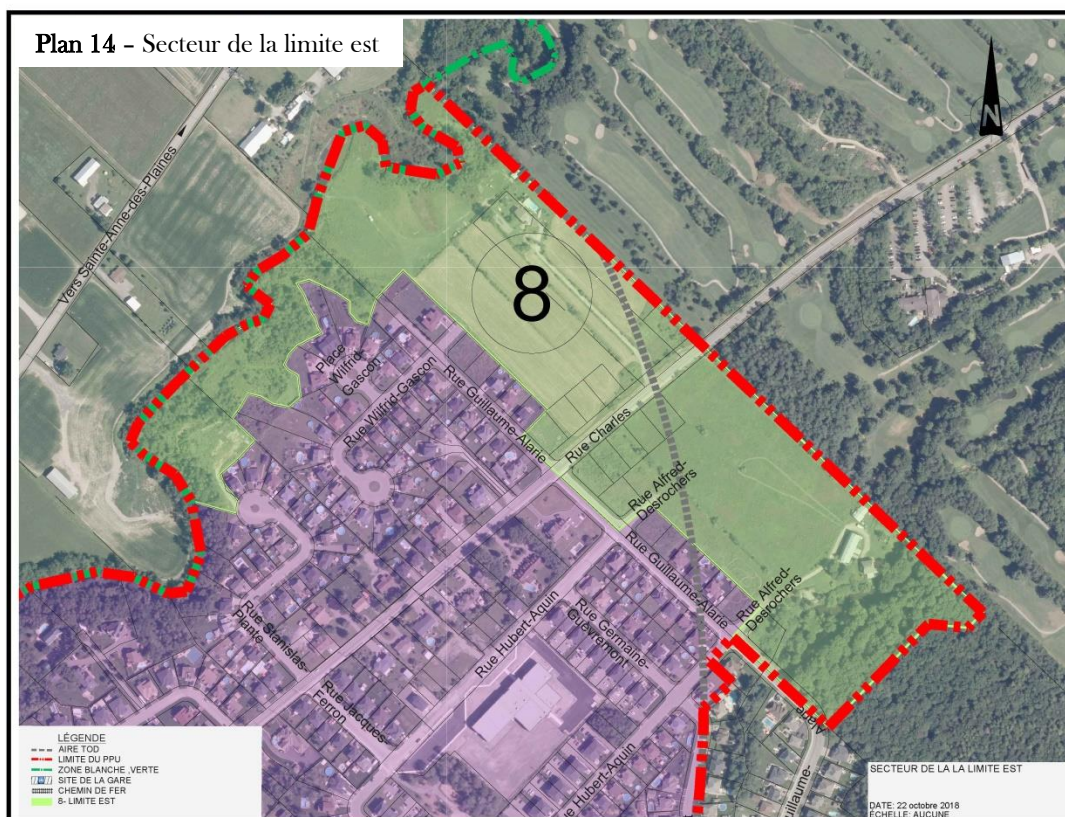 Plan 14 – Secteur de la limite est
N
Vers Sainte-Anne-des-Plaines
8
Place
Wilfrid-
Gascon
Rue Wilfrid-Gascon
Rue Guillaume-Alarie
Rue Charles
Rue Alfred-
Desrochers
Rue Guillaume-Alarie
Rue Alfred-
Desrochers
Rue Stanislas-
Plante
Rue Hubert-Aquin
Rue Germaine-
Guèvremont
Rue Jacques-
Ferron
Rue Hubert-Aquin
Alarie
LÉGENDE
AIRE TOD
LIMITE DU PPU
ZONE BLANCHE ,VERTE
SITE DE LA GARE
CHEMIN DE FER
8- LIMITE EST
SECTEUR DE LA LA LIMITE EST
DATE: 22 octobre 2018
ÉCHELLE: AUCUNE